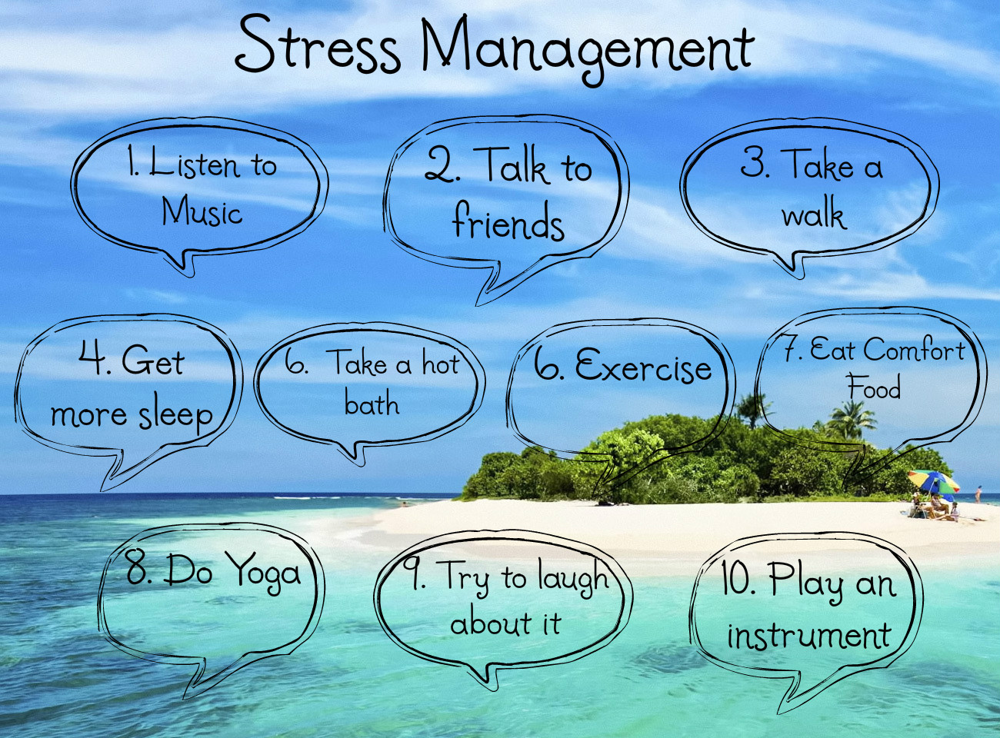 Stress Management
1. Listen to
Music
2. Talk to
friends
3. Take a
walk
4. Get
more sleep
6. Take a hot
bath
6. Exercise
7. Eat Comfort
Food
8. Do Yoga
9. Try to laugh
about it
10. Play an
instrument